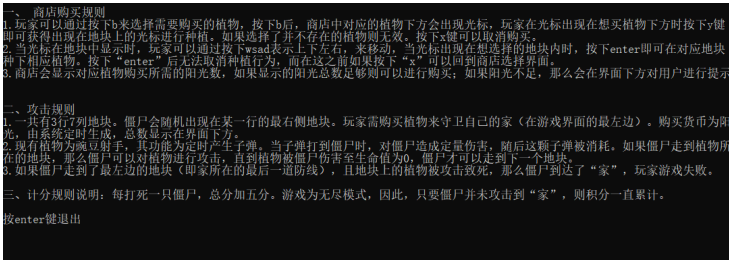 一、 商店购买规则
1.玩家可以通过按下b来选择需要购买的植物，按下b后，商店中对应的植物下方会出现光标，玩家在光标出现在想买植物下方时按下y键
即可获得出现在地块上的光标进行种植。如果选择了并不存在的植物则无效。按下x键可以取消购买。
2.当光标在地块中显示时，玩家可以通过按下wsad表示上下左右，来移动，当光标出现在想选择的地块内时，按下enter即可在对应地块
种下相应植物。按下“enter”后无法取消种植行为，而在这之前如果按下“x”可以回到商店选择界面。
3.商店会显示对应植物购买所需的阳光数，如果显示的阳光总数足够则可以进行购买；如果阳光不足，那么会在界面下方对用户进行提示
二、攻击规则
1.一共有3行7列地块。僵尸会随机出现在某一行的最右侧地块。玩家需购买植物来守卫自己的家（在游戏界面的最左边）。购买货币为阳
光，由系统定时生成，总数显示在界面下方。
2.现有植物为豌豆射手，其功能为定时产生子弹。当子弹打到僵尸时，对僵尸造成定量伤害，随后这颗子弹被消耗。如果僵尸走到植物所
在的地块，那么僵尸可以对植物进行攻击，直到植物被僵尸伤害至生命值为0，僵尸才可以走到下一个地块。
3.如果僵尸走到了最左边的地块（即家所在的最后一道防线），且地块上的植物被攻击致死，那么僵尸到达了“家”，玩家游戏失败。
三、计分规则说明：每打死一只僵尸，总分加五分。游戏为无尽模式，因此，只要僵尸并未攻击到“家”，则积分一直累计。
按enter键退出